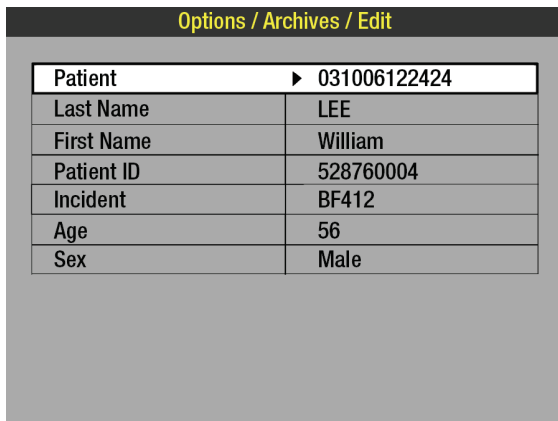 Options / Archives / Edit
Patient ▶ 031006122424
Last Name LEE
First Name William
Patient ID 528760004
Incident BF412
Age 56
Sex Male